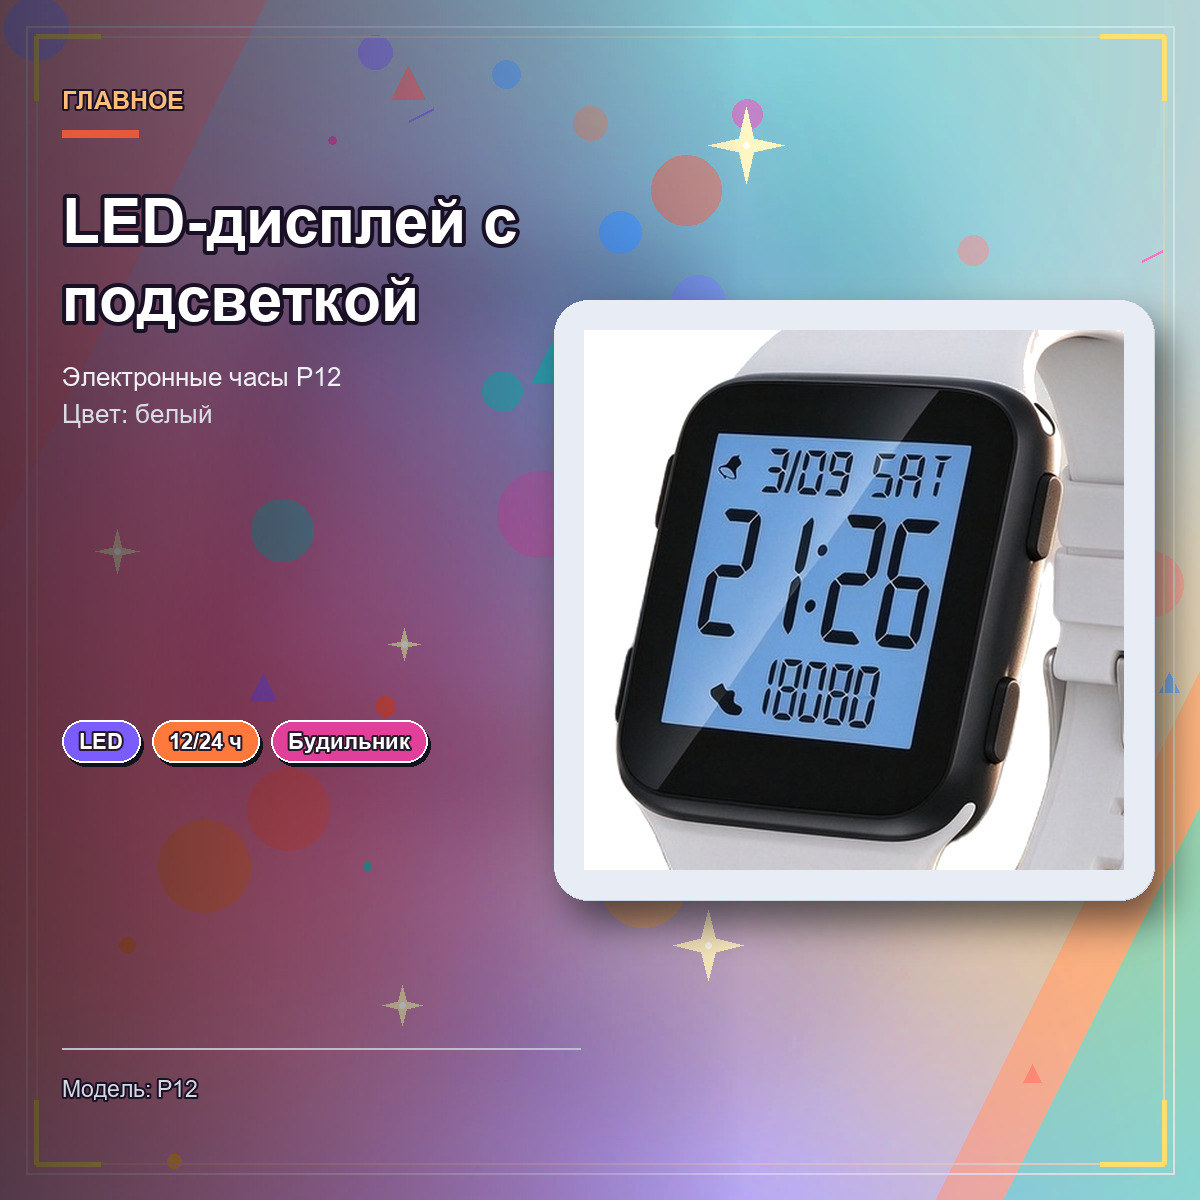 ГЛАВНОЕ
LED-дисплей с
подсветкой
Электронные часы P12
Цвет: белый
3/09 SAT
21:26
18080
LED
12/24 ч
Будильник
Модель: P12